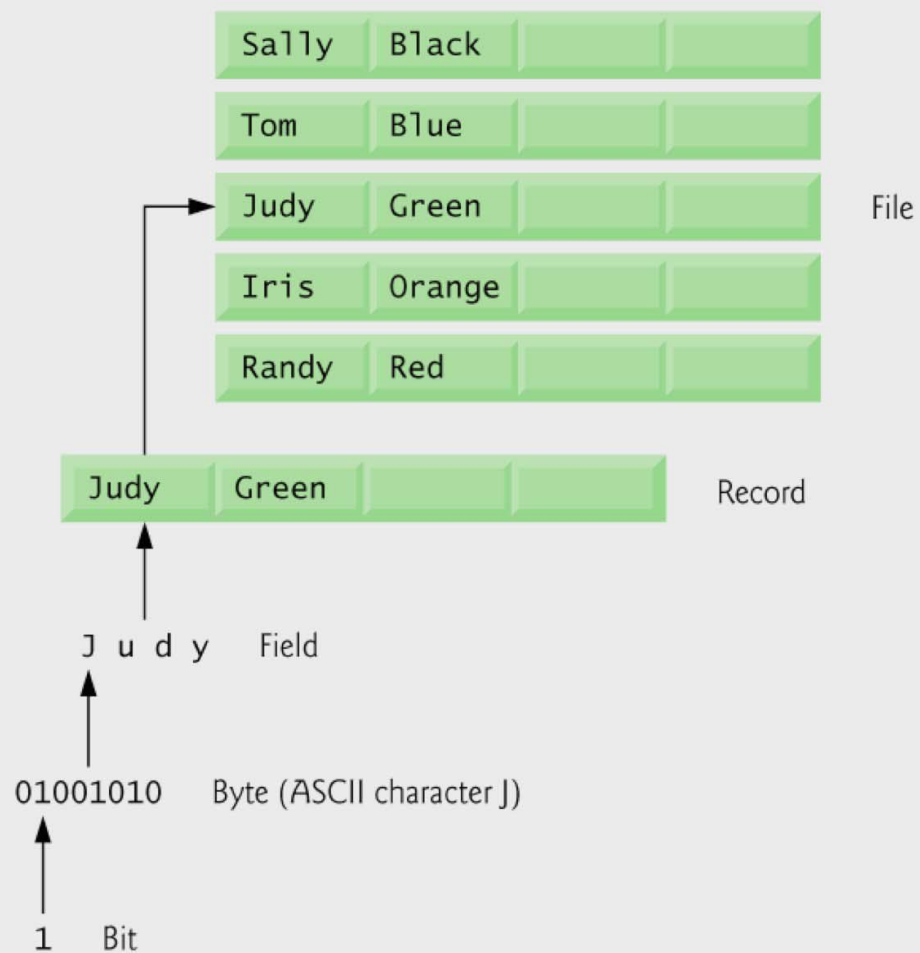 Sally Black
Tom Blue
Judy Green File
Iris Orange
Randy Red
Judy Green Record
J u d y Field
01001010 Byte (ASCII character J)
1 Bit